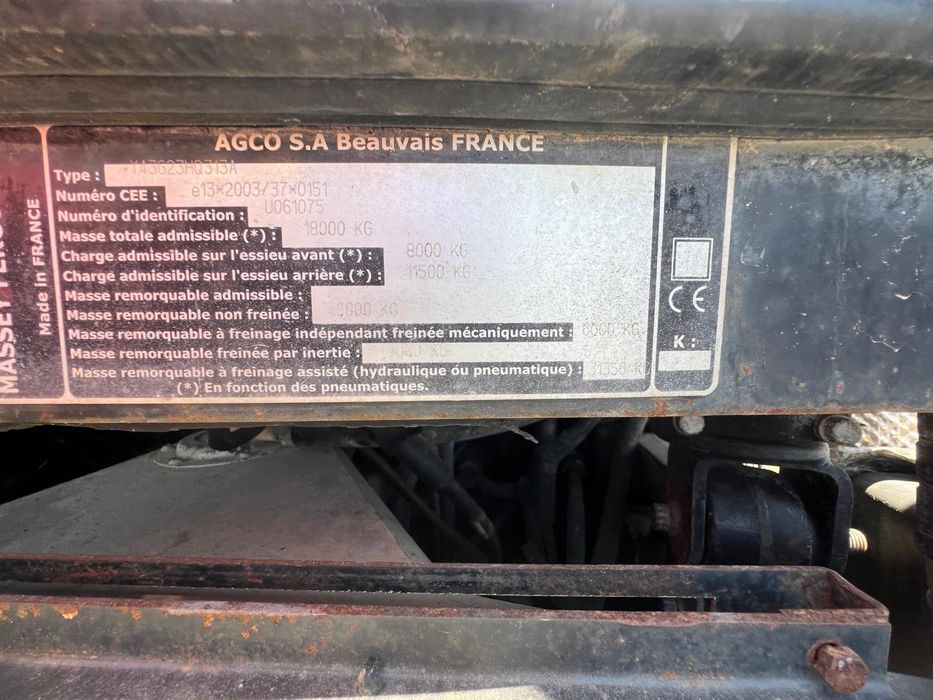 AGCO S.A Beauvais FRANCE
Type : Y43G23HQ313A
Numéro CEE : e13*2003/37*0151
Numéro d'identification : U061075
Masse totale admissible (*) : 18000 KG
Charge admissible sur l'essieu avant (*) : 8000 KG
Charge admissible sur l'essieu arrière (*) : 11500 KG
Masse remorquable admissible :
Masse remorquable non freinée : KG
Masse remorquable à freinage indépendant freinée mécaniquement : 6000 KG
Masse remorquable freinée par inertie : KG
Masse remorquable à freinage assisté (hydraulique ou pneumatique) :
(*) En fonction des pneumatiques.
MASSEY
Made in FRANCE
CE
K :